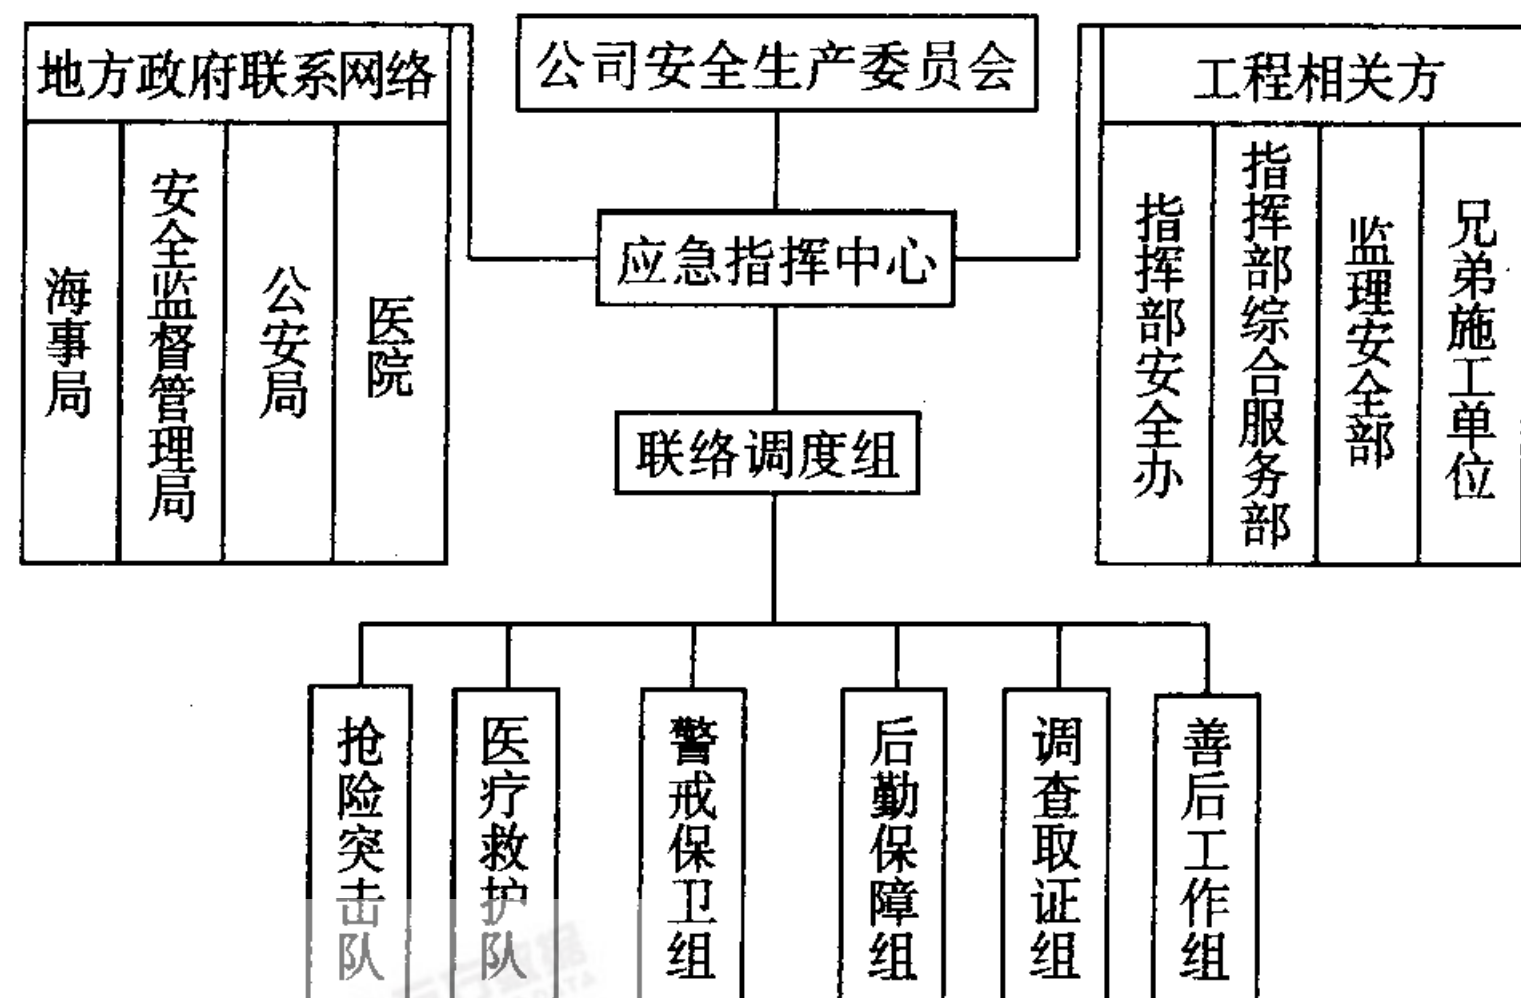 地方政府联系网络
公司安全生产委员会
工程相关方
海事局
安全监督管理局
公安局
医院
应急指挥中心
指挥部安全办
指挥部综合服务部
监理安全部
兄弟施工单位
联络调度组
抢险突击队
医疗救护队
警戒保卫组
后勤保障组
调查取证组
善后工作组